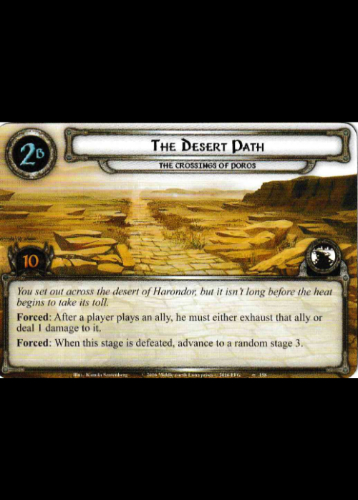 2B
THE DESERT PATH
THE CROSSINGS OF POROS
10
You set out across the desert of Harondor, but it isn't long before the heat
begins to take its toll.
Forced: After a player plays an ally, he must either exhaust that ally or
deal 1 damage to it.
Forced: When this stage is defeated, advance to a random stage 3.